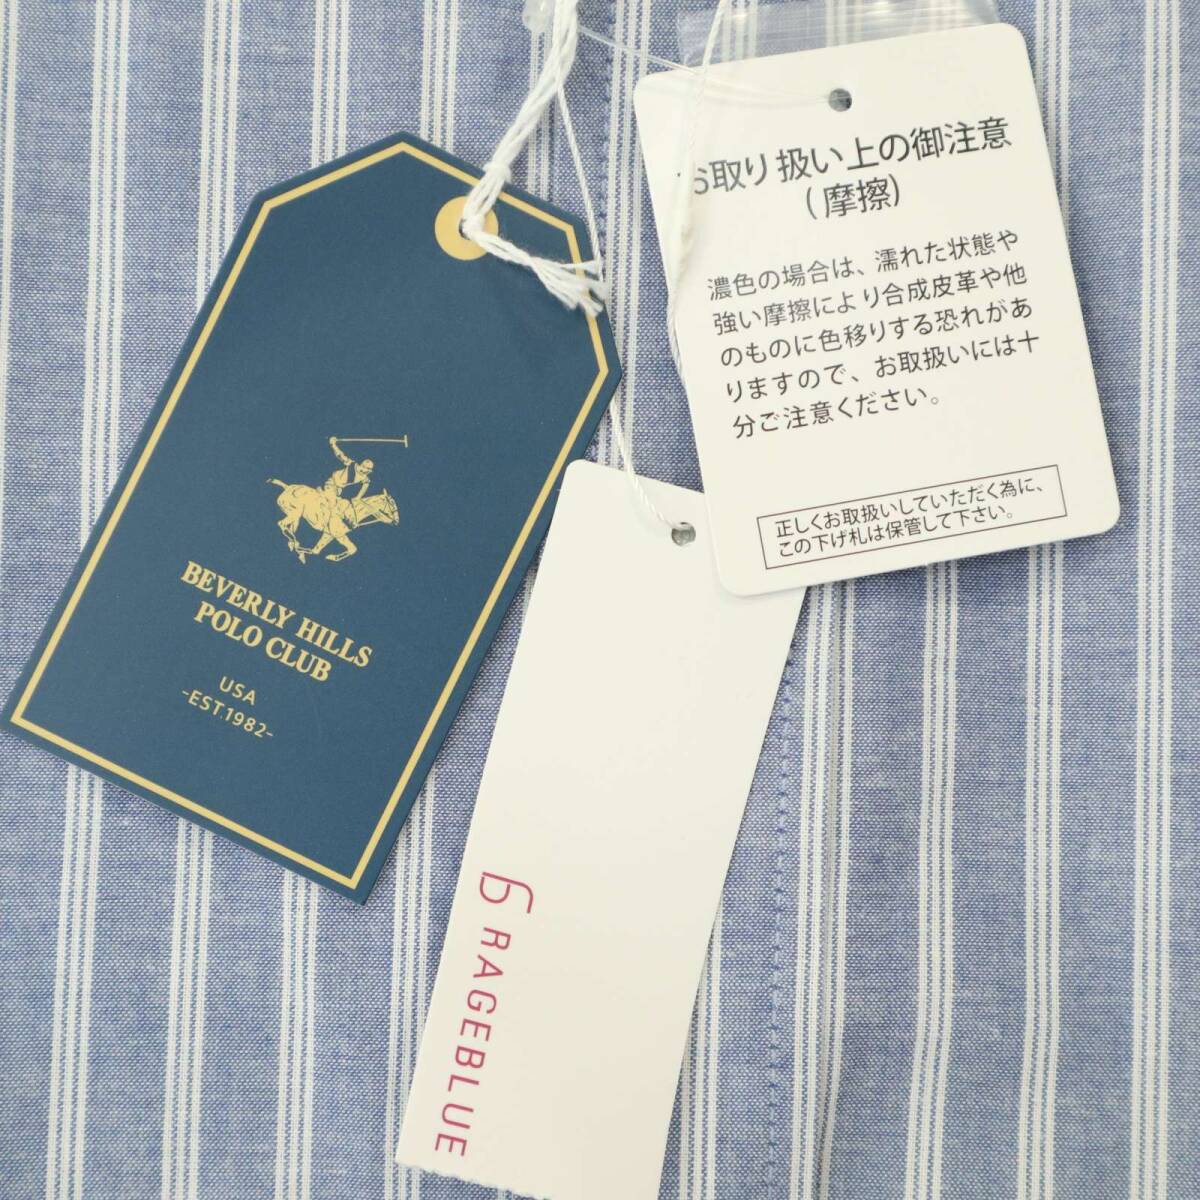 BEVERLY HILLS
POLO CLUB
USA
-EST.1982-
お取り扱い上の御注意
(摩擦)
濃色の場合は、濡れた状態や
強い摩擦により合成皮革や他
のものに色移りする恐れがあ
りますので、お取扱いには十
分ご注意ください。
正しくお取扱いしていただく為に、
この下げ札は保管して下さい。
RAGEBLUE